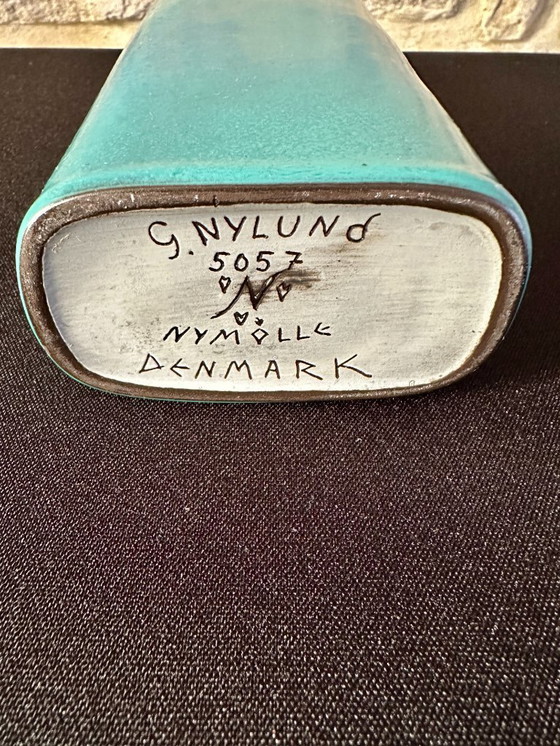 G. NYLUND
5057
N
NYMÖLLE
DENMARK